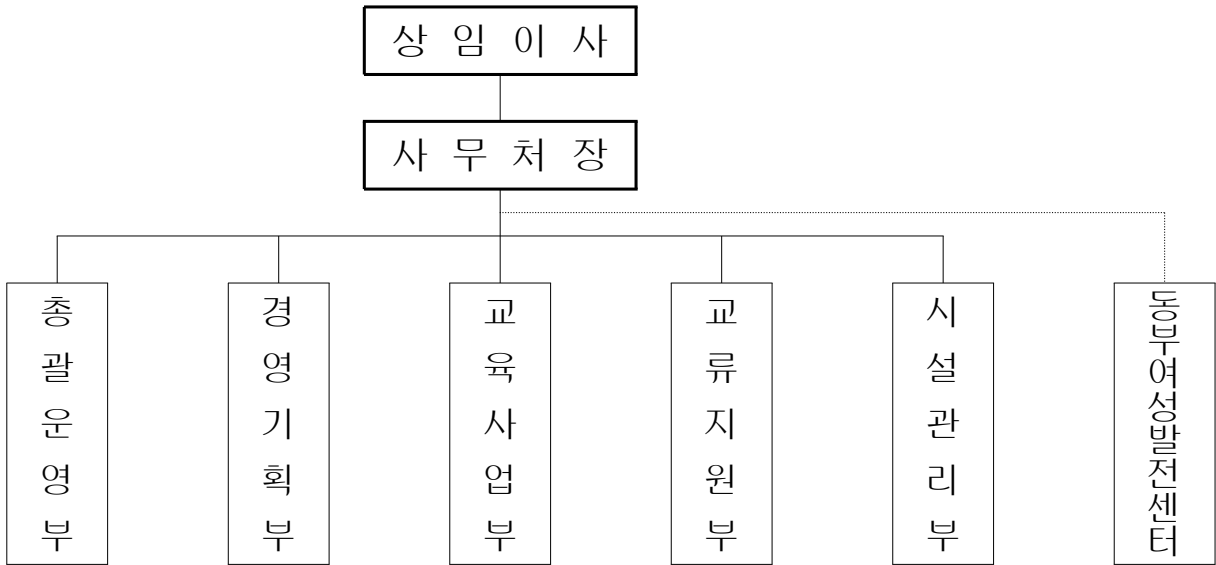 상 임 이 사
사 무 처 장
총괄운영부
경영기획부
교육사업부
교류지원부
시설관리부
동부여성발전센터